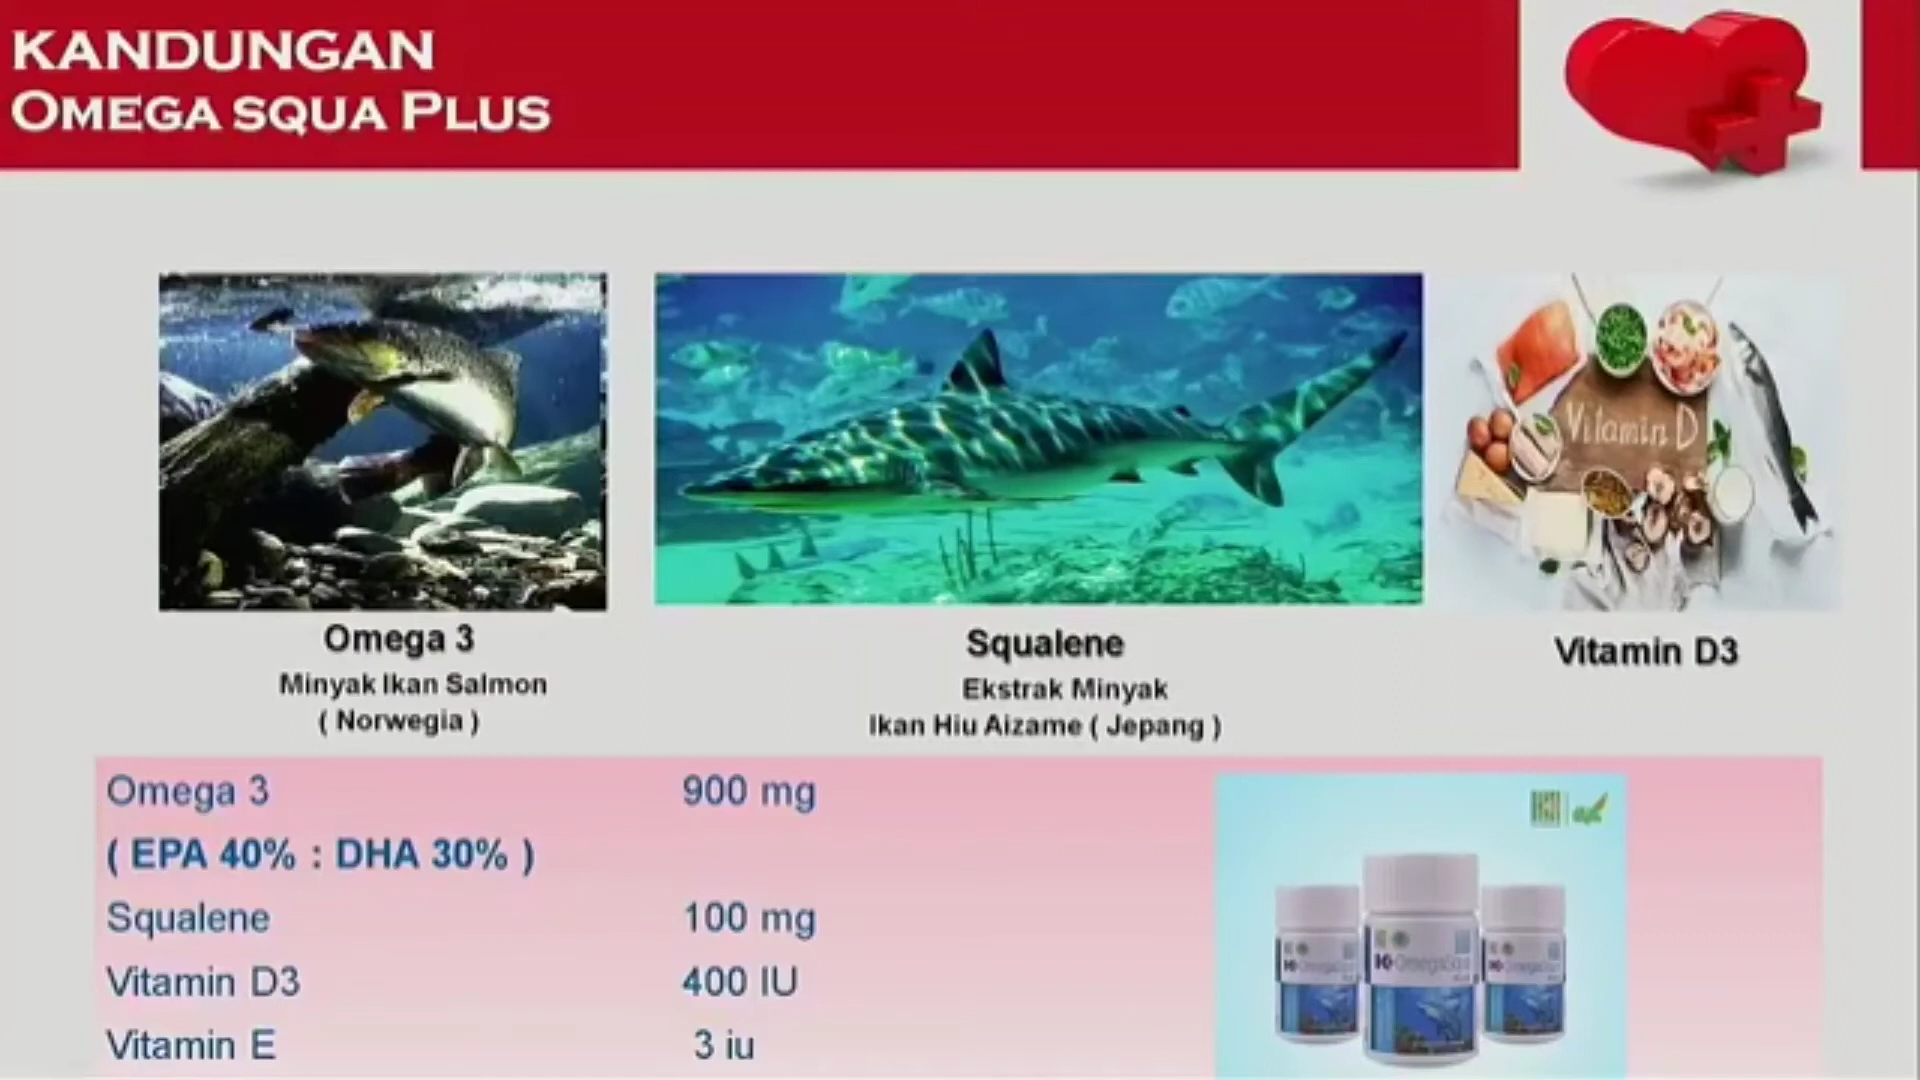 KANDUNGAN
OMEGA SQUA PLUS
Vitamin D
Omega 3
Minyak Ikan Salmon
( Norwegia )
Squalene
Ekstrak Minyak
Ikan Hiu Aizame ( Jepang )
Vitamin D3
Omega 3 900 mg
( EPA 40% : DHA 30% )
Squalene 100 mg
Vitamin D3 400 IU
Vitamin E 3 iu